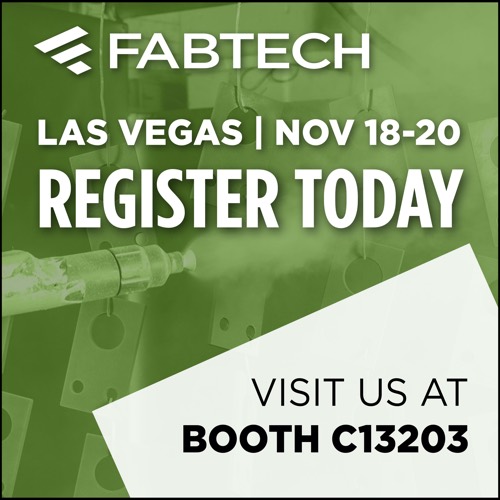 FABTECH
LAS VEGAS | NOV 18-20
REGISTER TODAY
VISIT US AT
BOOTH C13203